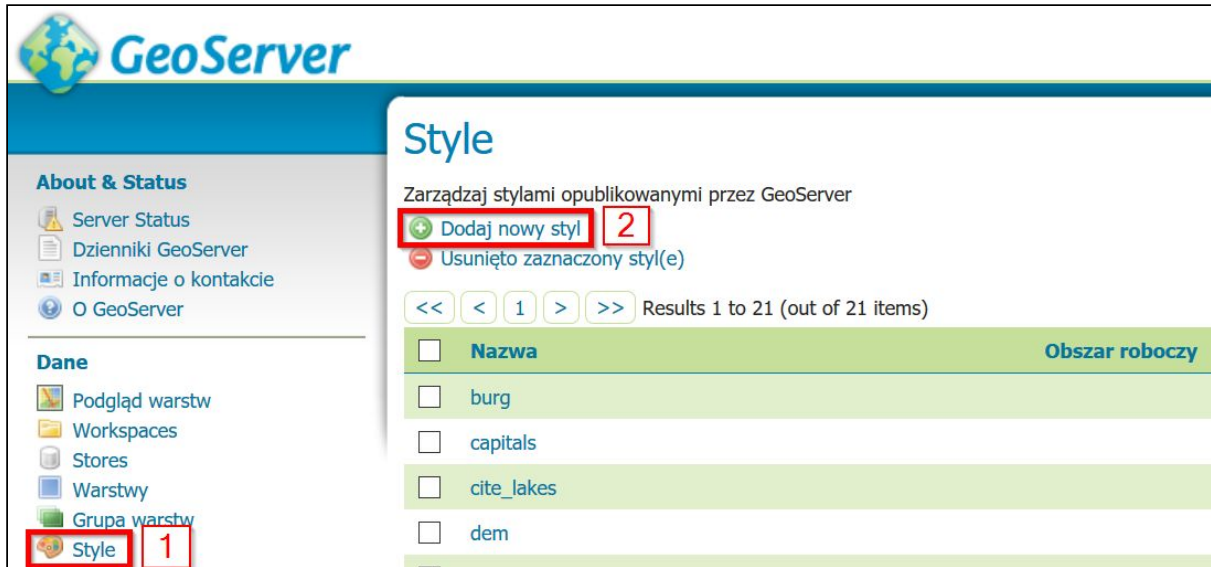 GeoServer
About & Status
Server Status
Dzienniki GeoServer
Informacje o kontakcie
O GeoServer
Dane
Podgląd warstw
Workspaces
Stores
Warstwy
Grupa warstw
Style 1
Style
Zarządzaj stylami opublikowanymi przez GeoServer
Dodaj nowy styl 2
Usunięto zaznaczony styl(e)
<< < 1 > >> Results 1 to 21 (out of 21 items)
Nazwa Obszar roboczy
burg
capitals
cite_lakes
dem